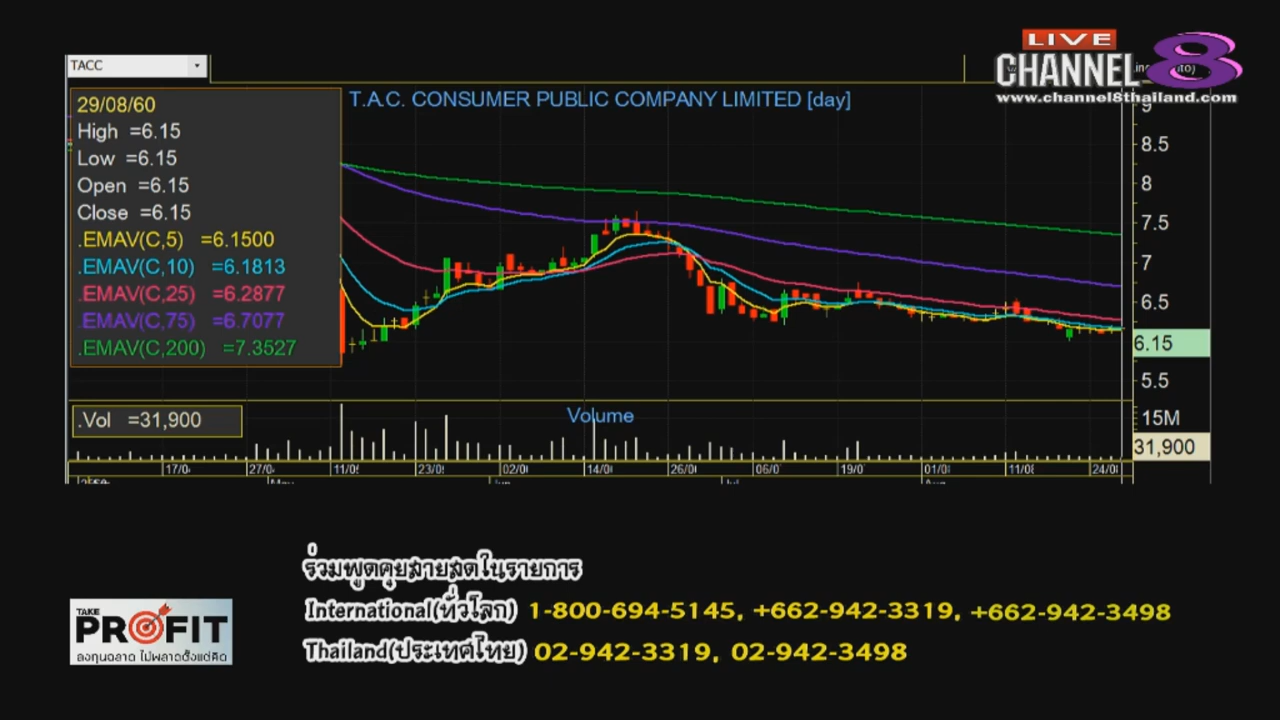 LIVE
CHANNEL 8
www.channel8thailand.com
TACC
29/08/60
High =6.15
Low =6.15
Open =6.15
Close =6.15
.EMAV(C,5) =6.1500
.EMAV(C,10) =6.1813
.EMAV(C,25) =6.2877
.EMAV(C,75) =6.7077
.EMAV(C,200) =7.3527
T.A.C. CONSUMER PUBLIC COMPANY LIMITED [day]
9
8.5
8
7.5
7
6.5
6.15
5.5
.Vol =31,900
Volume
15M
31,900
17/0 27/0 11/0 23/0 02/0 14/0 26/0 06/0 19/0 01/0 11/0 24/0
ร่วมพูดคุยสายสดในรายการ
International(ทั่วโลก) 1-800-694-5145, +662-942-3319, +662-942-3498
Thailand(ประเทศไทย) 02-942-3319, 02-942-3498
TAKE
PROFIT
ลงทุนฉลาด ไม่พลาดตั้งแต่คิด